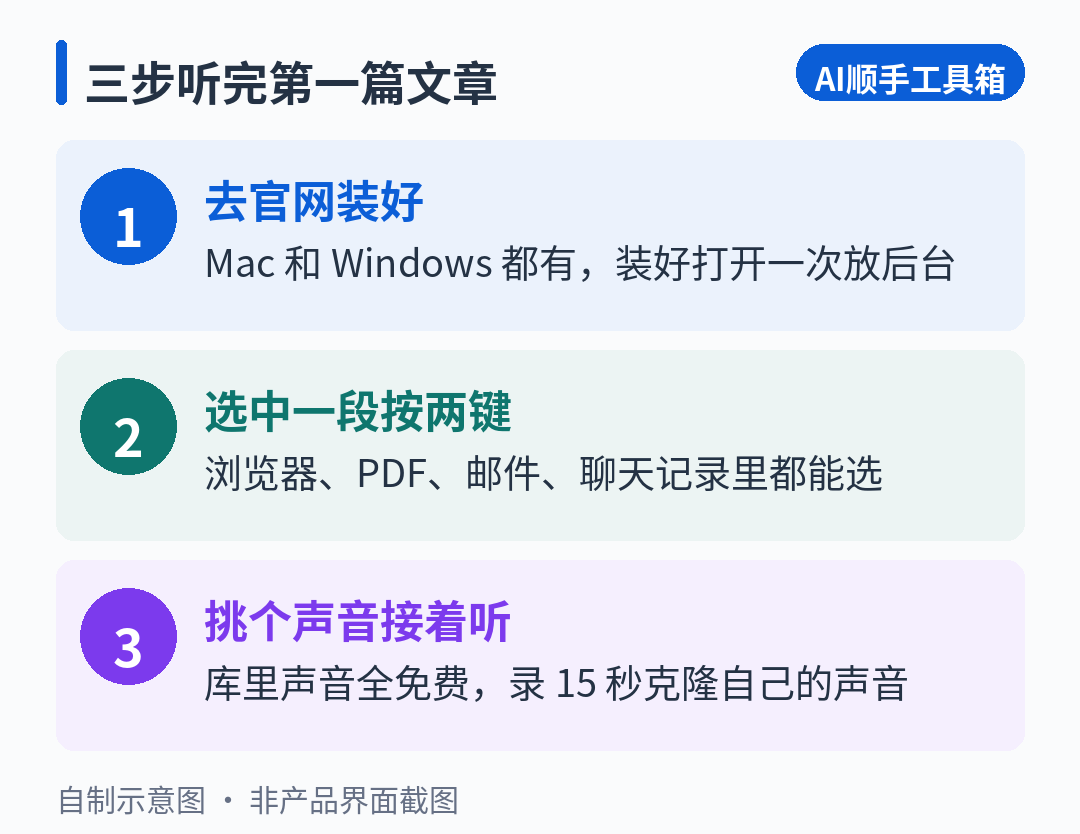 三步听完第一篇文章
AI顺手工具箱
1
去官网装好
Mac 和 Windows 都有，装好打开一次放后台
2
选中一段按两键
浏览器、PDF、邮件、聊天记录里都能选
3
挑个声音接着听
库里声音全免费，录 15 秒克隆自己的声音
自制示意图 · 非产品界面截图